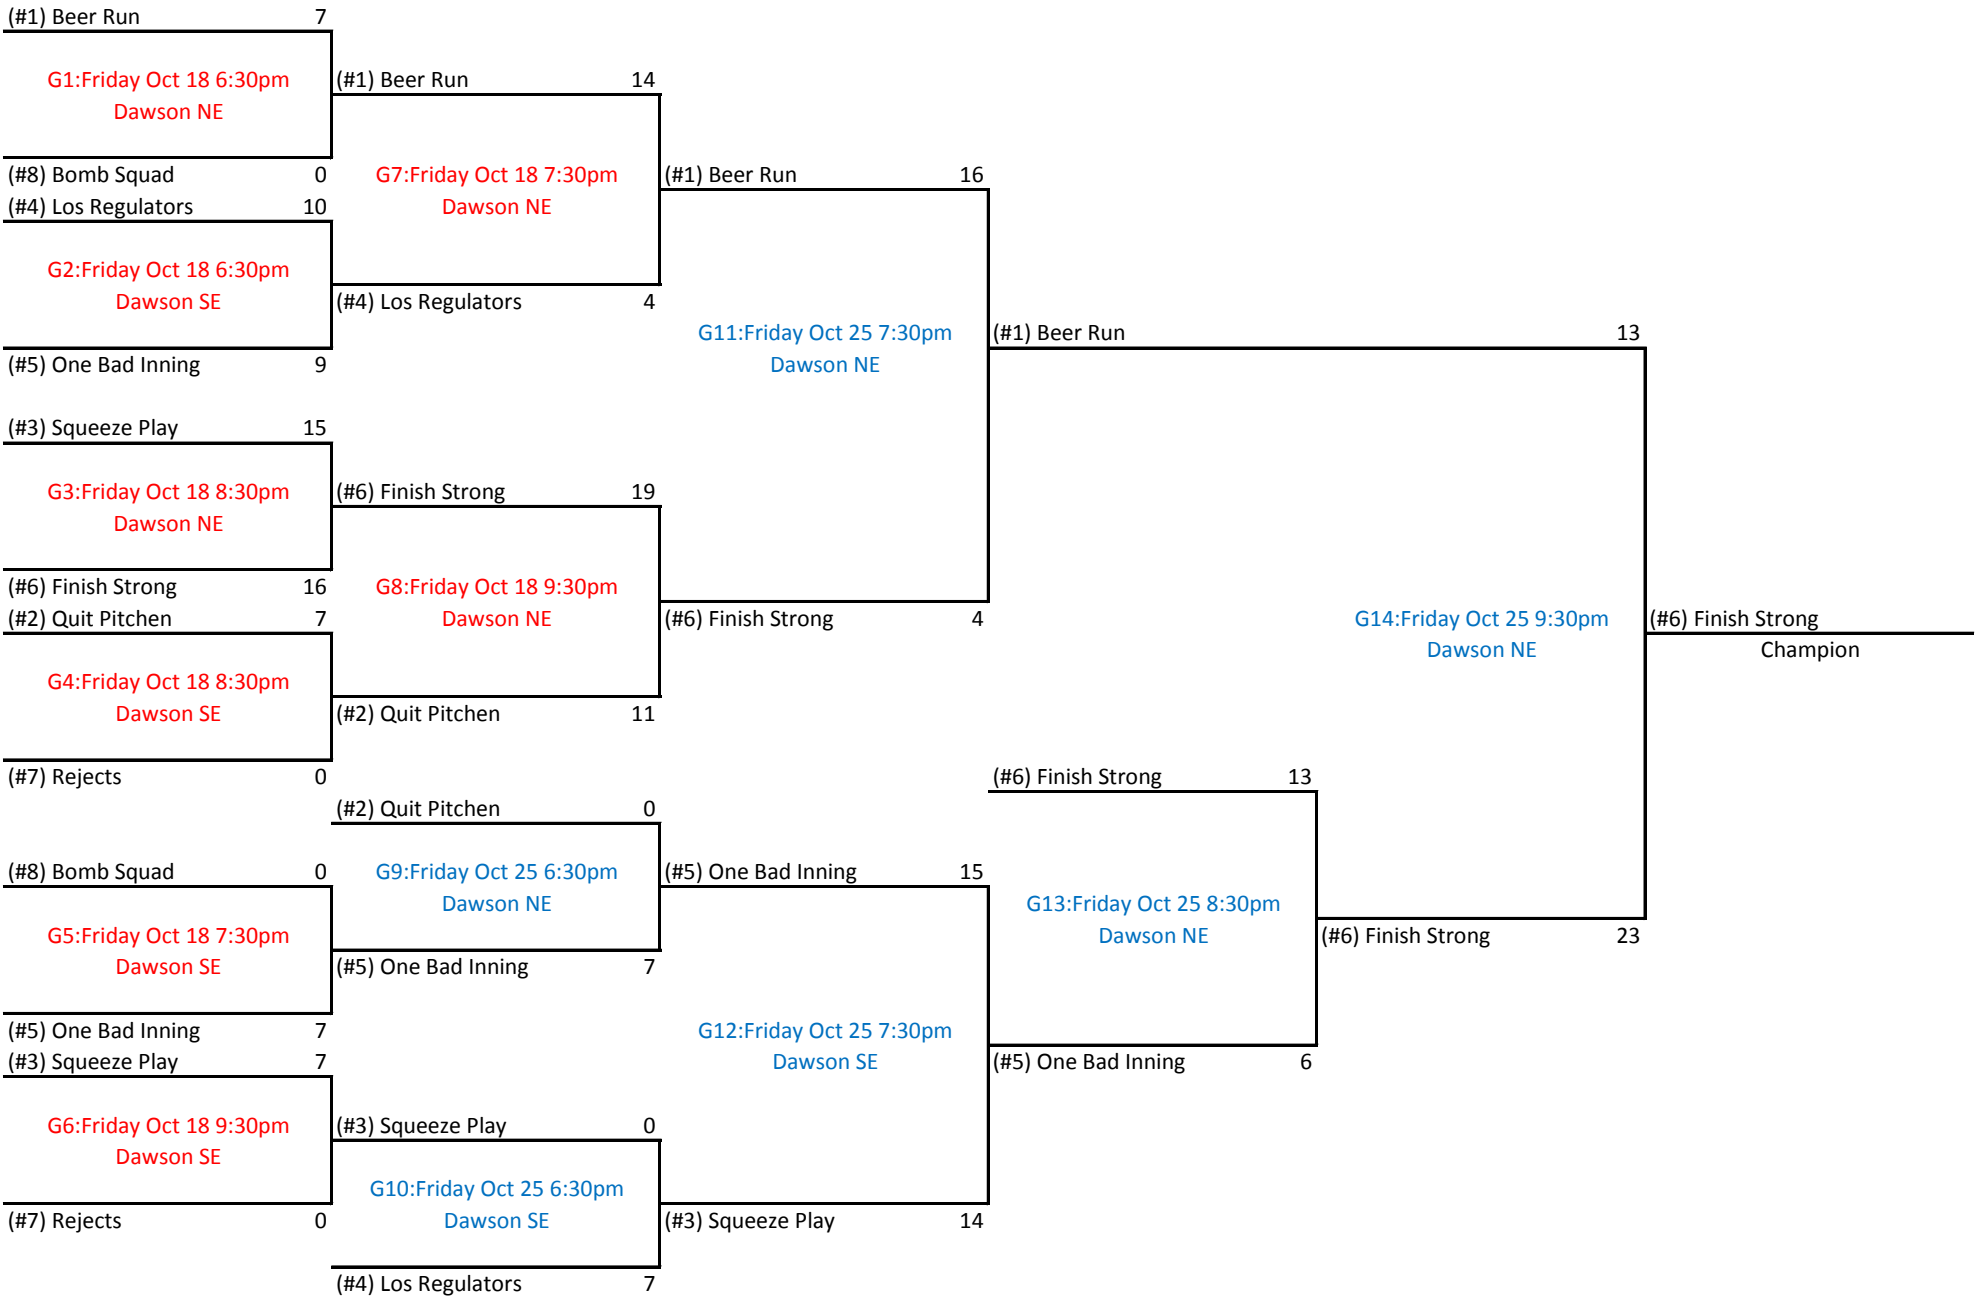 (#1) Beer Run 7
G1:Friday Oct 18 6:30pm
Dawson NE
(#8) Bomb Squad 0
(#4) Los Regulators 10
G2:Friday Oct 18 6:30pm
Dawson SE
(#5) One Bad Inning 9
(#3) Squeeze Play 15
G3:Friday Oct 18 8:30pm
Dawson NE
(#6) Finish Strong 16
(#2) Quit Pitchen 7
G4:Friday Oct 18 8:30pm
Dawson SE
(#7) Rejects 0
(#8) Bomb Squad 0
G5:Friday Oct 18 7:30pm
Dawson SE
(#5) One Bad Inning 7
(#3) Squeeze Play 7
G6:Friday Oct 18 9:30pm
Dawson SE
(#7) Rejects 0
(#1) Beer Run 14
G7:Friday Oct 18 7:30pm
Dawson NE
(#4) Los Regulators 4
(#6) Finish Strong 19
G8:Friday Oct 18 9:30pm
Dawson NE
(#2) Quit Pitchen 11
(#2) Quit Pitchen 0
G9:Friday Oct 25 6:30pm
Dawson NE
(#5) One Bad Inning 7
(#3) Squeeze Play 0
G10:Friday Oct 25 6:30pm
Dawson SE
(#4) Los Regulators 7
(#1) Beer Run 16
G11:Friday Oct 25 7:30pm
Dawson NE
(#6) Finish Strong 4
(#5) One Bad Inning 15
G12:Friday Oct 25 7:30pm
Dawson SE
(#3) Squeeze Play 14
(#1) Beer Run 13
(#6) Finish Strong 13
G13:Friday Oct 25 8:30pm
Dawson NE
(#5) One Bad Inning 6
G14:Friday Oct 25 9:30pm
Dawson NE
(#6) Finish Strong 23
(#6) Finish Strong
Champion